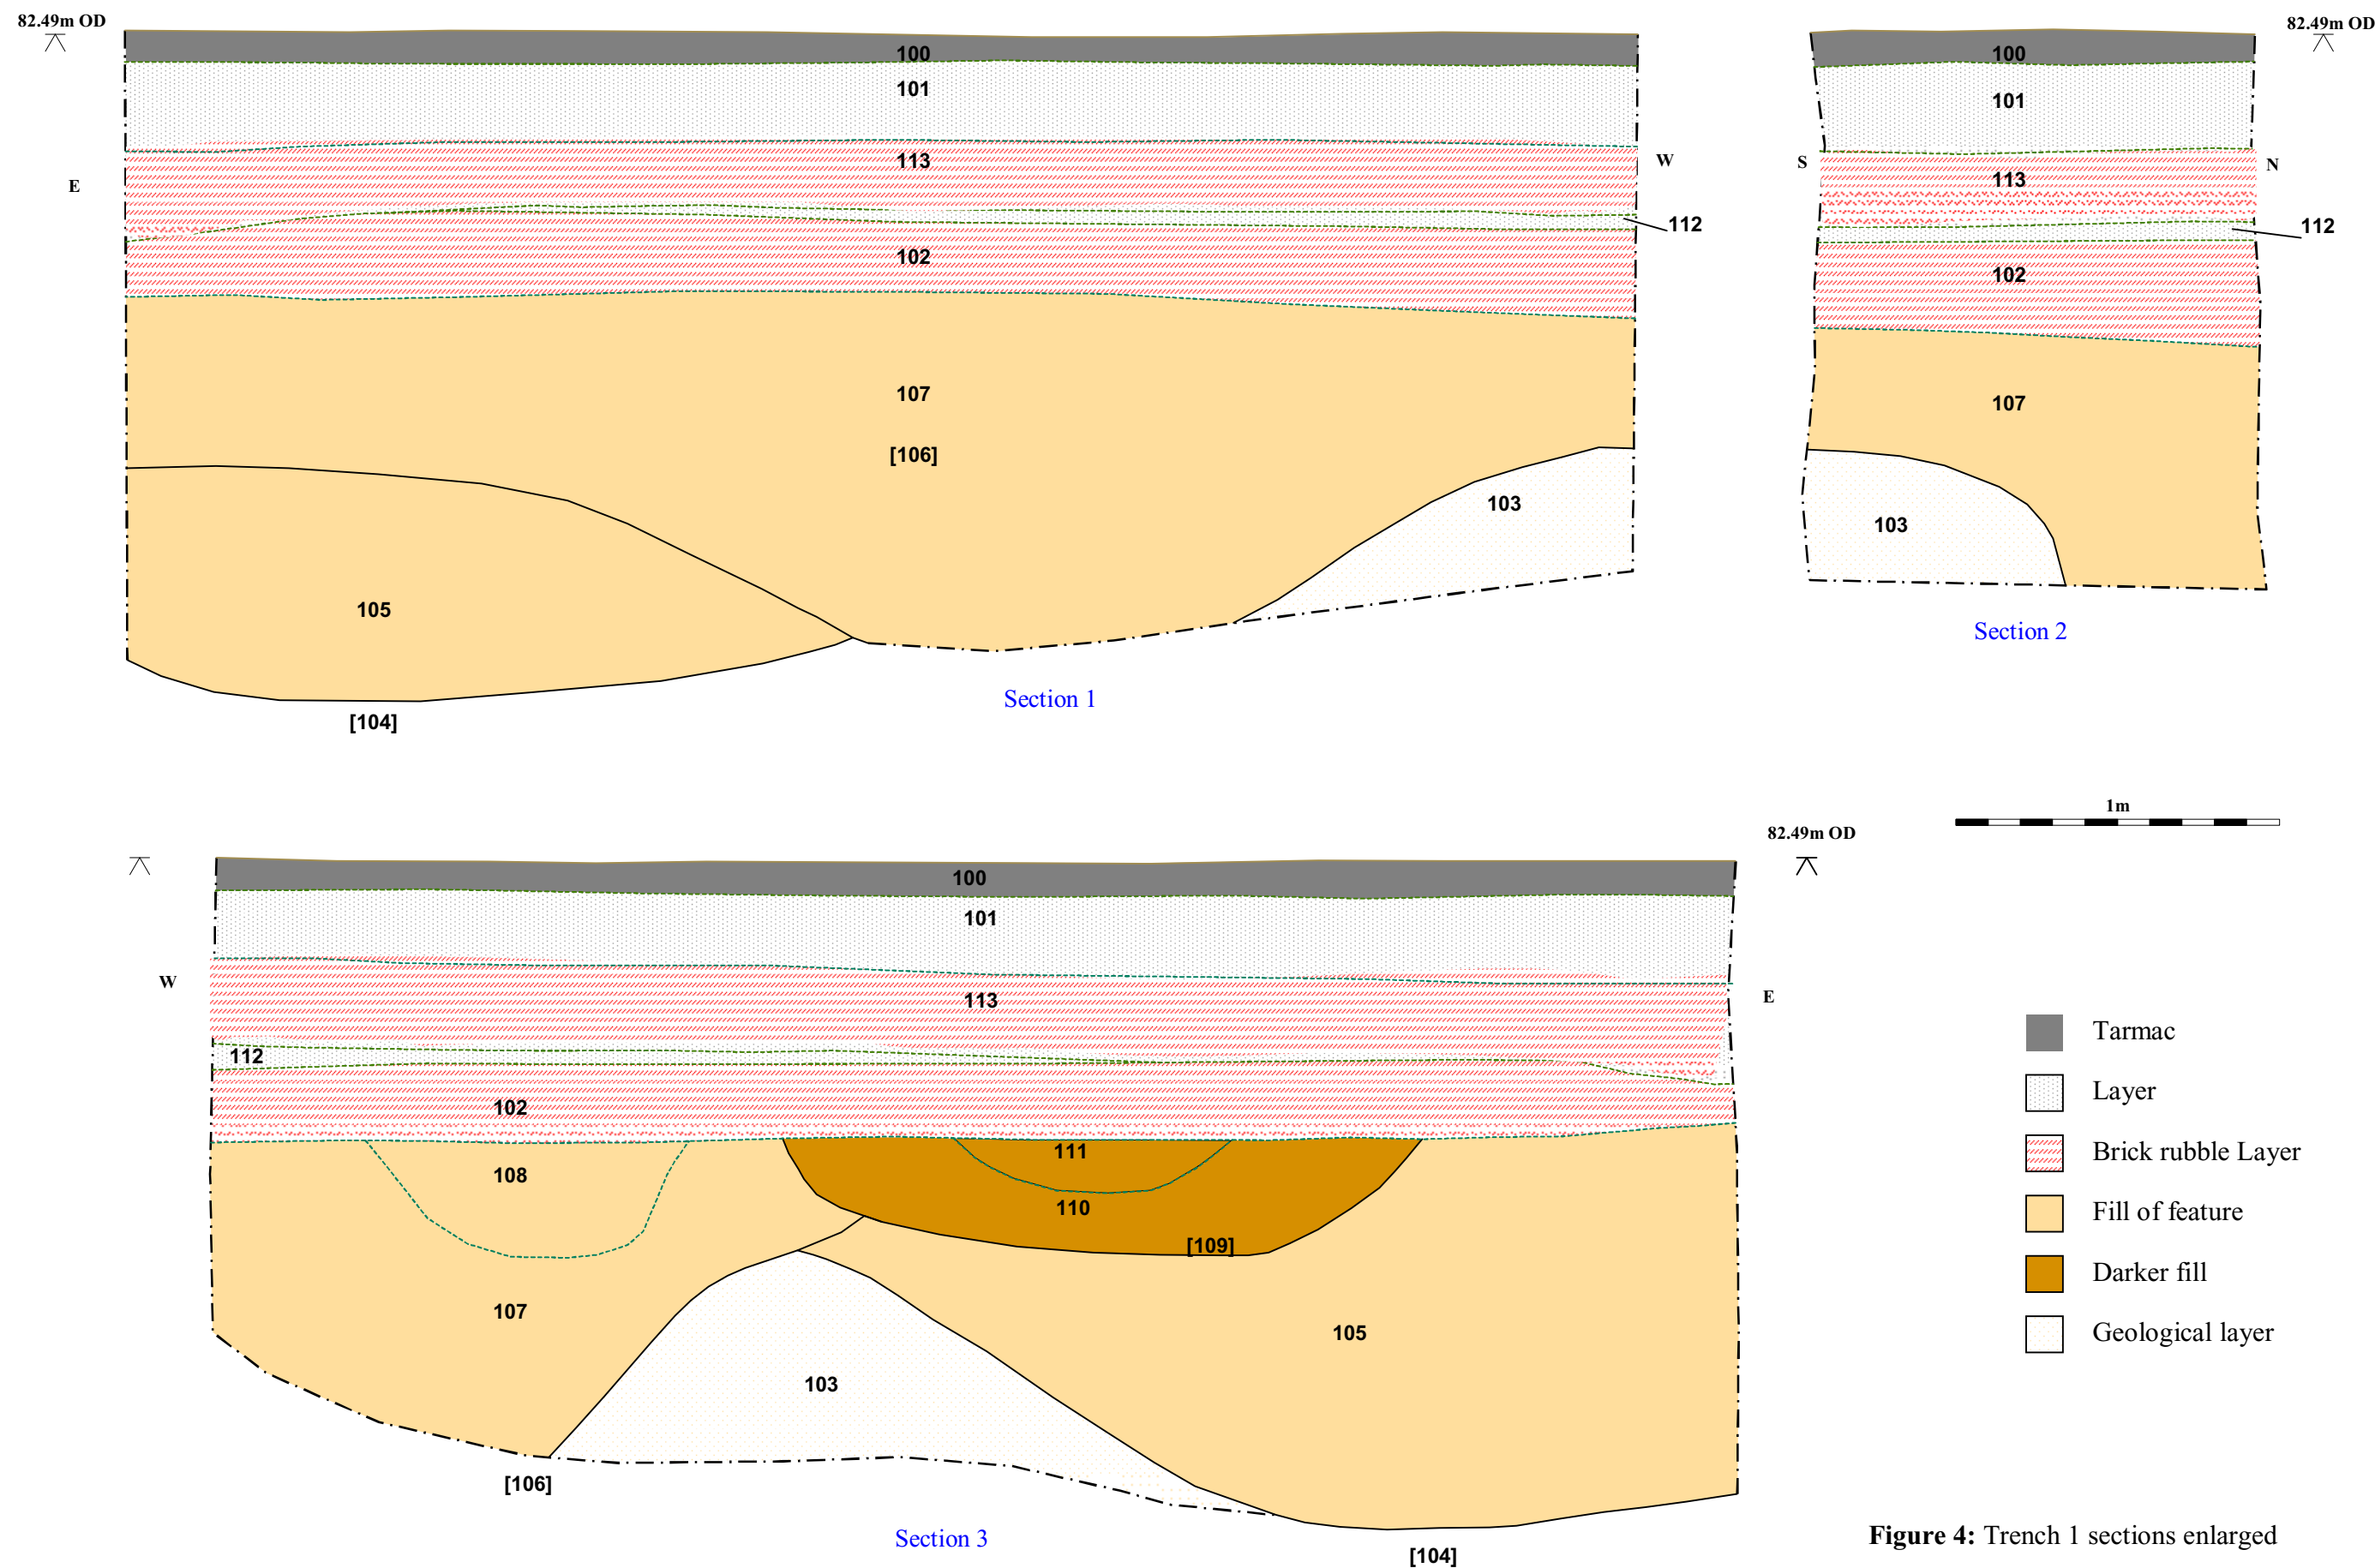 82.49m OD
100
101
113
E
W
112
102
107
[106]
103
105
[104]
Section 1
82.49m OD
100
101
S
113
N
112
102
107
103
Section 2
1m
82.49m OD
100
101
W
113
E
112
102
111
108
110
[109]
107
105
103
[106]
Section 3
[104]
Tarmac
Layer
Brick rubble Layer
Fill of feature
Darker fill
Geological layer
Figure 4: Trench 1 sections enlarged